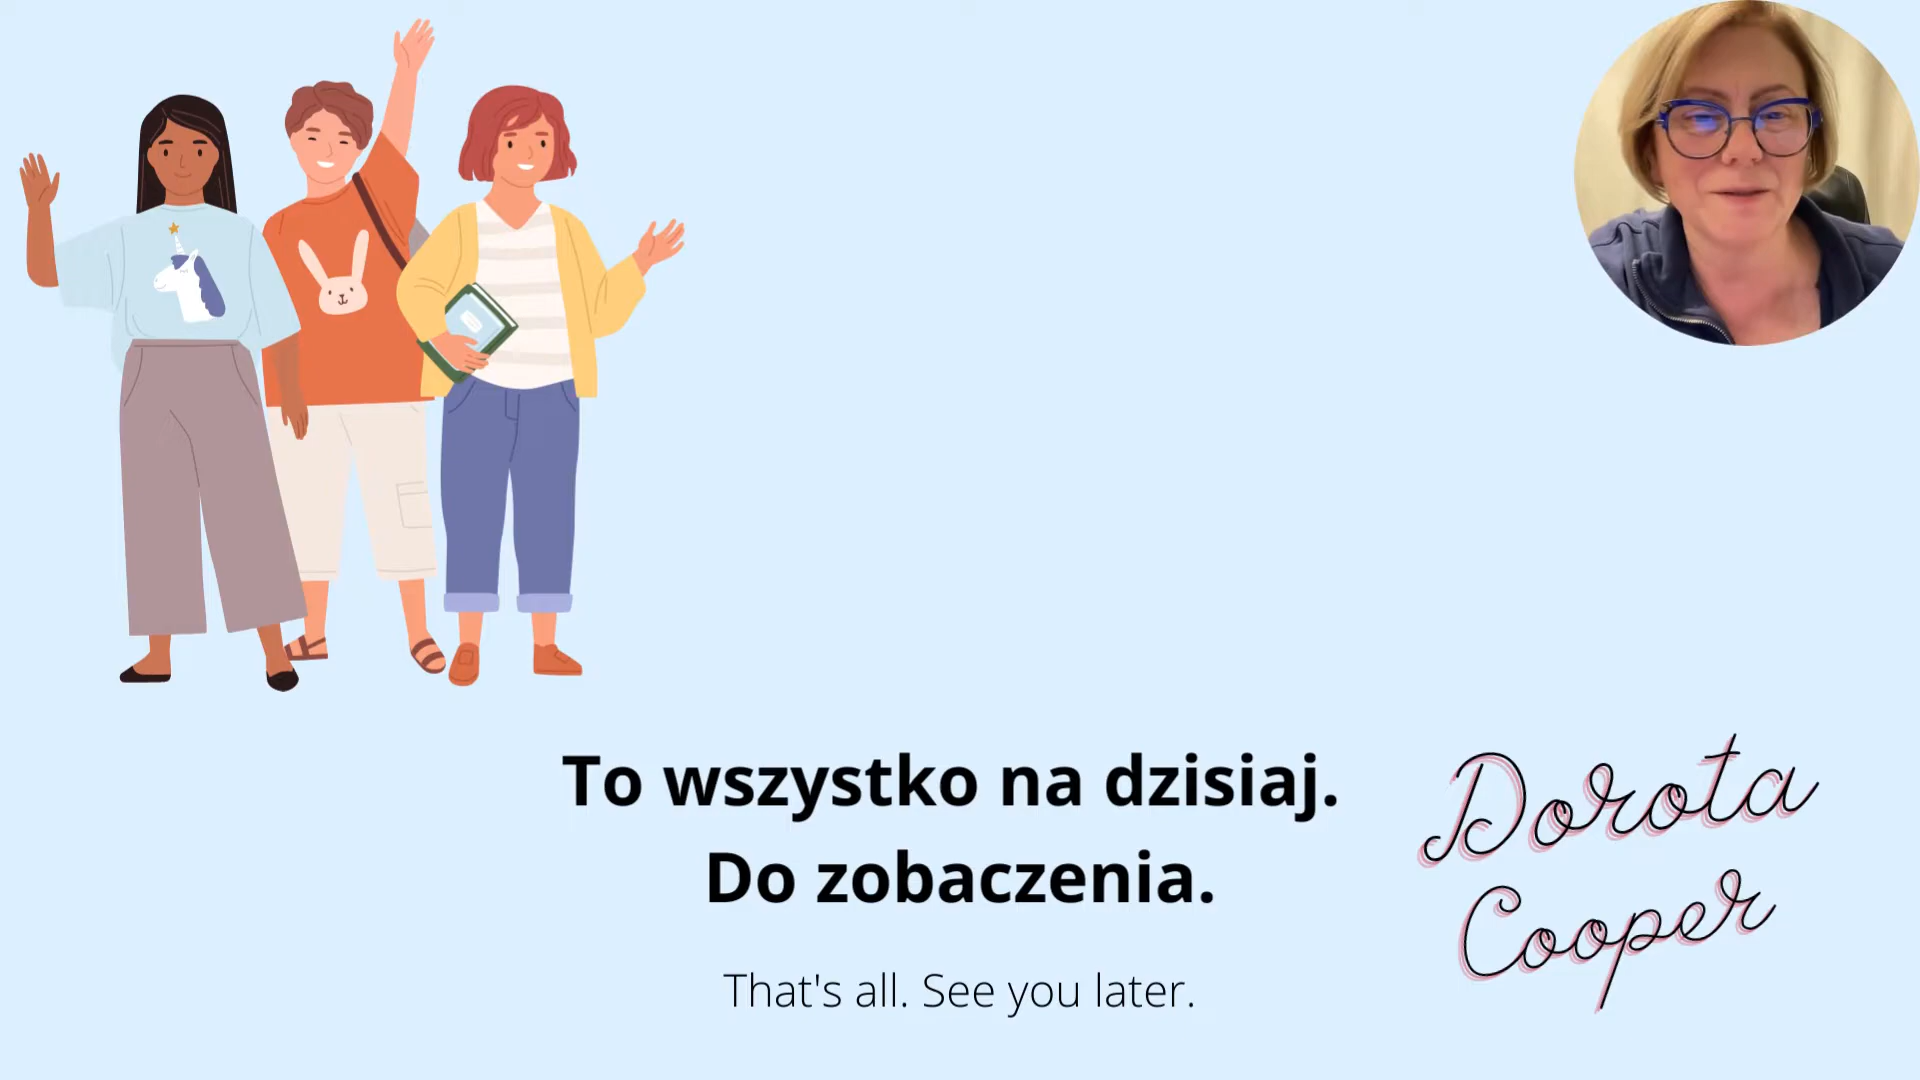 To wszystko na dzisiaj.
Do zobaczenia.
That's all. See you later.
Dorota
Cooper